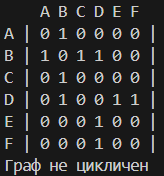 A B C D E F
A | 0 1 0 0 0 0 |
B | 1 0 1 1 0 0 |
C | 0 1 0 0 0 0 |
D | 0 1 0 0 1 1 |
E | 0 0 0 1 0 0 |
F | 0 0 0 1 0 0 |
Граф не цикличен